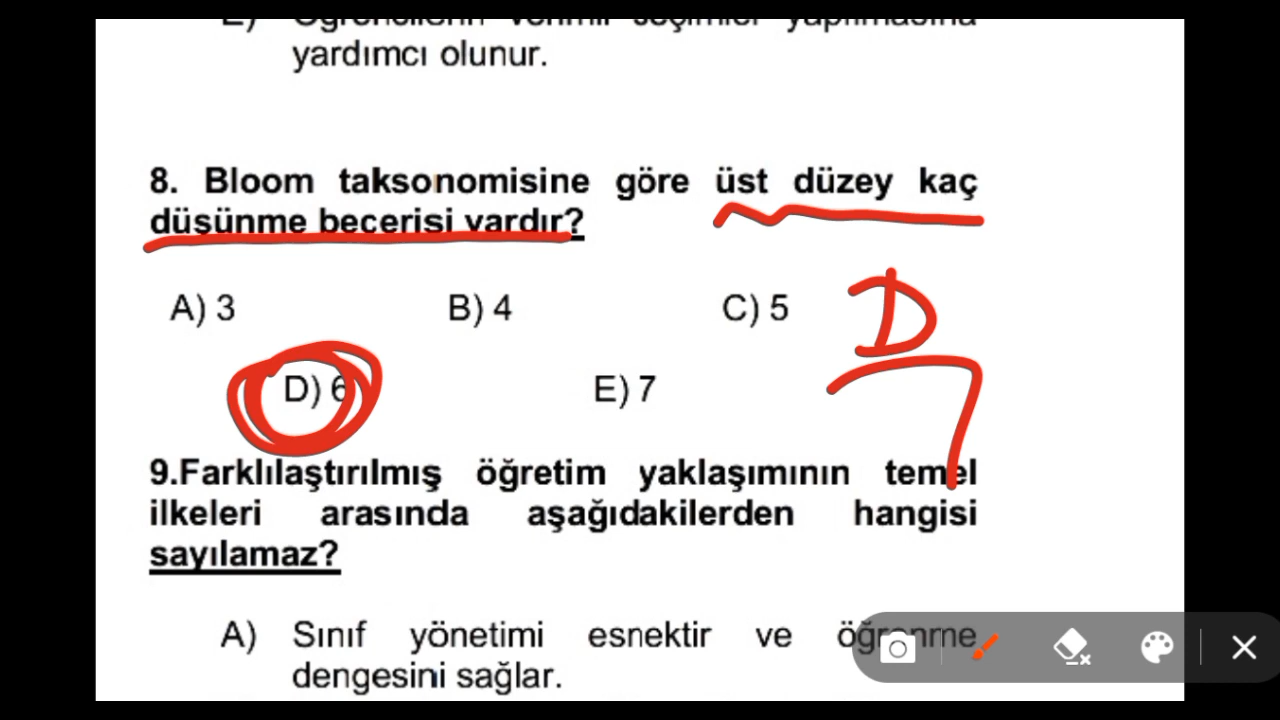 yardımcı olunur.
8. Bloom taksonomisine göre üst düzey kaç
düşünme becerisi vardır?
A) 3 B) 4 C) 5 D
D) 6 E) 7
9.Farklılaştırılmış öğretim yaklaşımının temel
ilkeleri arasında aşağıdakilerden hangisi
sayılamaz?
A) Sınıf yönetimi esnektir ve öğrenme
dengesini sağlar.